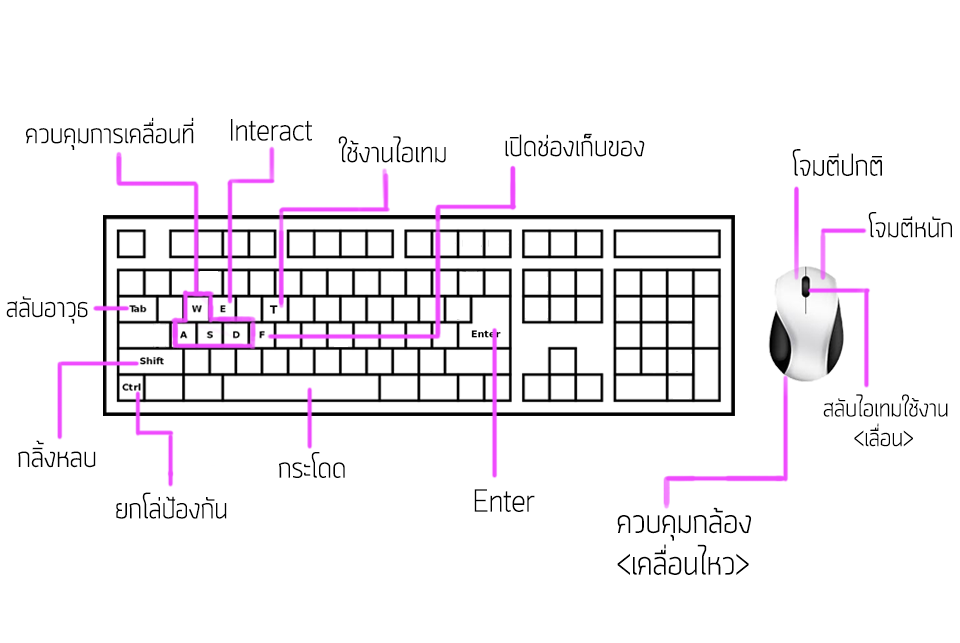 ควบคุมการเคลื่อนที่
Interact
ใช้งานไอเทม
เปิดช่องเก็บของ
โจมตีปกติ
โจมตีหนัก
สลับอาวุธ
Tab
W
E
T
A
S
D
F
Enter
Shift
Ctrl
กลิ้งหลบ
ยกโล่ป้องกัน
กระโดด
Enter
สลับไอเทมใช้งาน
<เลื่อน>
ควบคุมกล้อง
<เคลื่อนไหว>